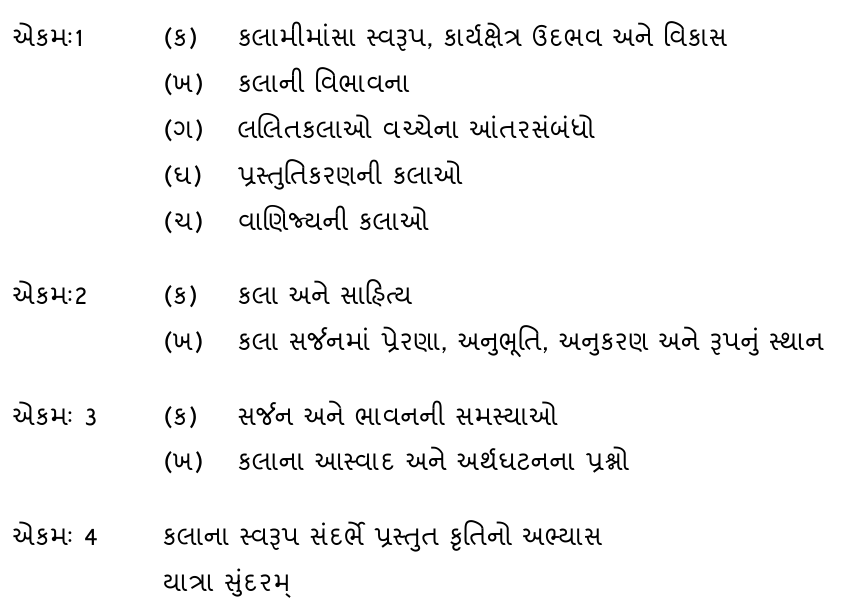 એકમઃ1 (ક) કલામીમાંસા સ્વરૂપ, કાર્યક્ષેત્ર ઉદભવ અને વિકાસ
(ખ) કલાની વિભાવના
(ગ) લલિતકલાઓ વચ્ચેના આંતરસંબંધો
(ઘ) પ્રસ્તુતિકરણની કલાઓ
(ચ) વાણિજ્યની કલાઓ
એકમઃ2 (ક) કલા અને સાહિત્ય
(ખ) કલા સર્જનમાં પ્રેરણા, અનુભૂતિ, અનુકરણ અને રૂપનું સ્થાન
એકમઃ 3 (ક) સર્જન અને ભાવનની સમસ્યાઓ
(ખ) કલાના આસ્વાદ અને અર્થઘટનના પ્રશ્નો
એકમઃ 4 કલાના સ્વરૂપ સંદર્ભે પ્રસ્તુત કૃતિનો અભ્યાસ
યાત્રા સુંદરમ્